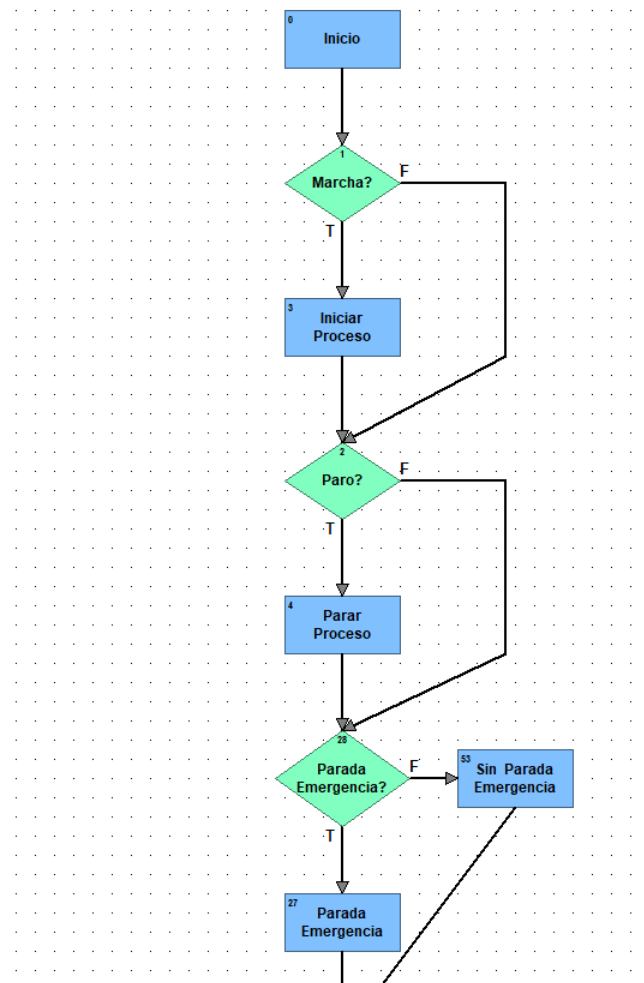 0
Inicio
1
Marcha?
F
T
3
Iniciar
Proceso
2
Paro?
F
T
4
Parar
Proceso
28
Parada
Emergencia?
F
53
Sin Parada
Emergencia
T
27
Parada
Emergencia